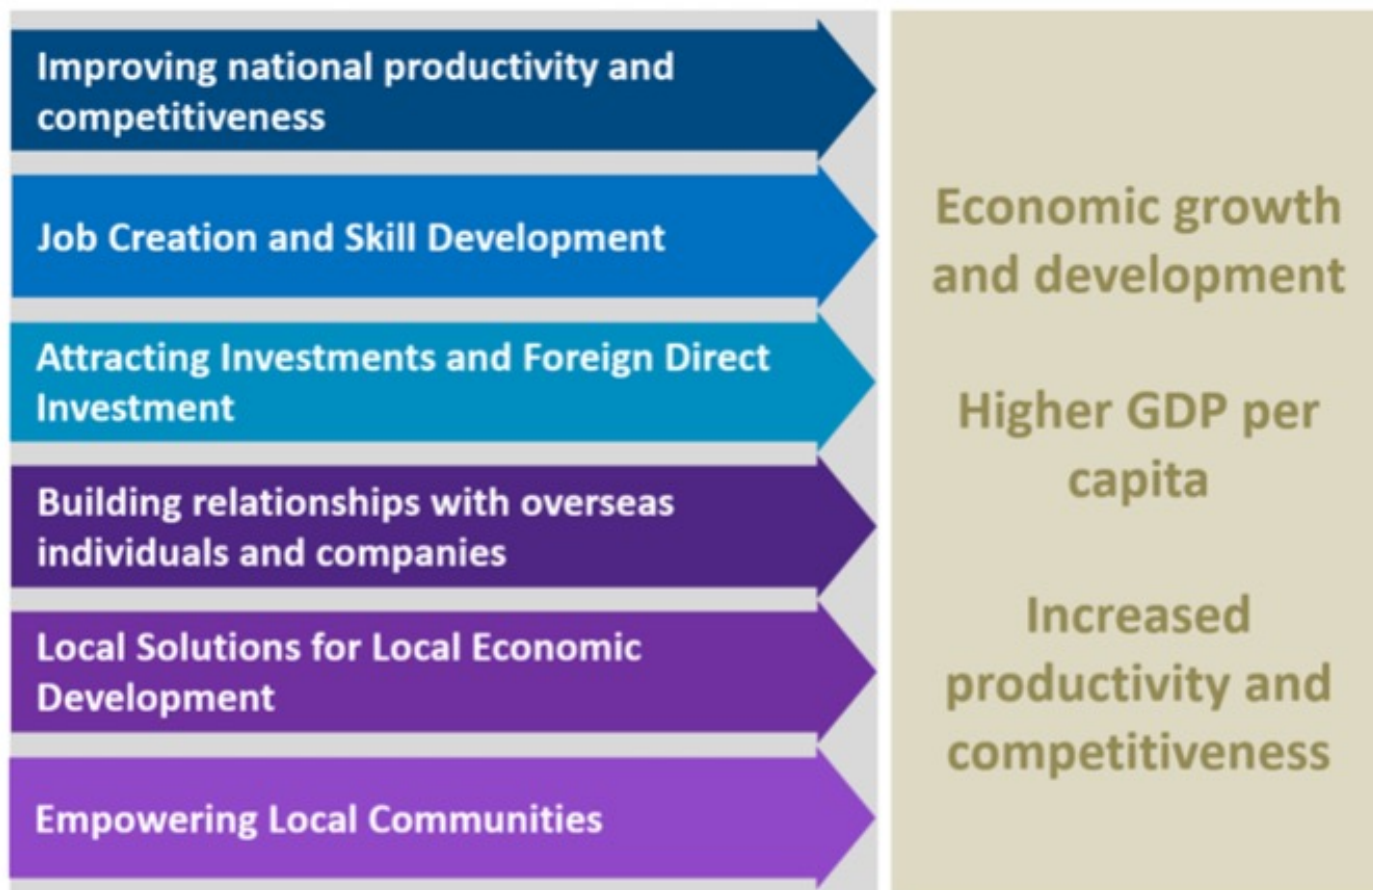 Improving national productivity and
competitiveness
Job Creation and Skill Development
Attracting Investments and Foreign Direct
Investment
Building relationships with overseas
individuals and companies
Local Solutions for Local Economic
Development
Empowering Local Communities
Economic growth
and development
Higher GDP per
capita
Increased
productivity and
competitiveness